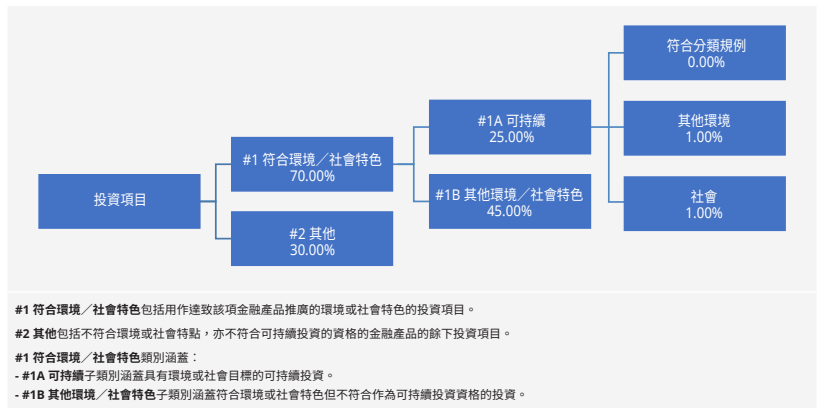 投資項目
#1 符合環境／社會特色
70.00%
#2 其他
30.00%
#1A 可持續
25.00%
#1B 其他環境／社會特色
45.00%
符合分類規例
0.00%
其他環境
1.00%
社會
1.00%
#1 符合環境／社會特色包括用作達致該項金融產品推廣的環境或社會特色的投資項目。
#2 其他包括不符合環境或社會特點，亦不符合可持續投資的資格的金融產品的餘下投資項目。
#1 符合環境／社會特色類別涵蓋：
- #1A 可持續子類別涵蓋具有環境或社會目標的可持續投資。
- #1B 其他環境／社會特色子類別涵蓋符合環境或社會特色但不符合作為可持續投資資格的投資。